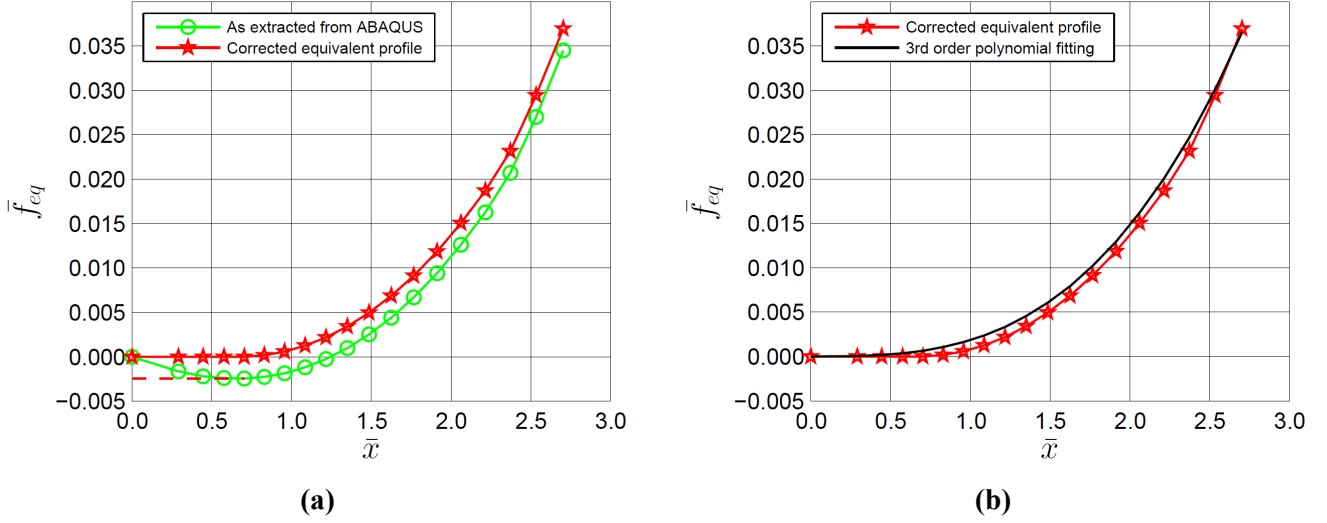 As extracted from ABAQUS
Corrected equivalent profile
0.035
0.030
0.025
0.020
0.015
0.010
0.005
0.000
−0.005
0.0 0.5 1.0 1.5 2.0 2.5 3.0
f̄eq
x̄
(a)
Corrected equivalent profile
3rd order polynomial fitting
0.035
0.030
0.025
0.020
0.015
0.010
0.005
0.000
−0.005
0.0 0.5 1.0 1.5 2.0 2.5 3.0
f̄eq
x̄
(b)